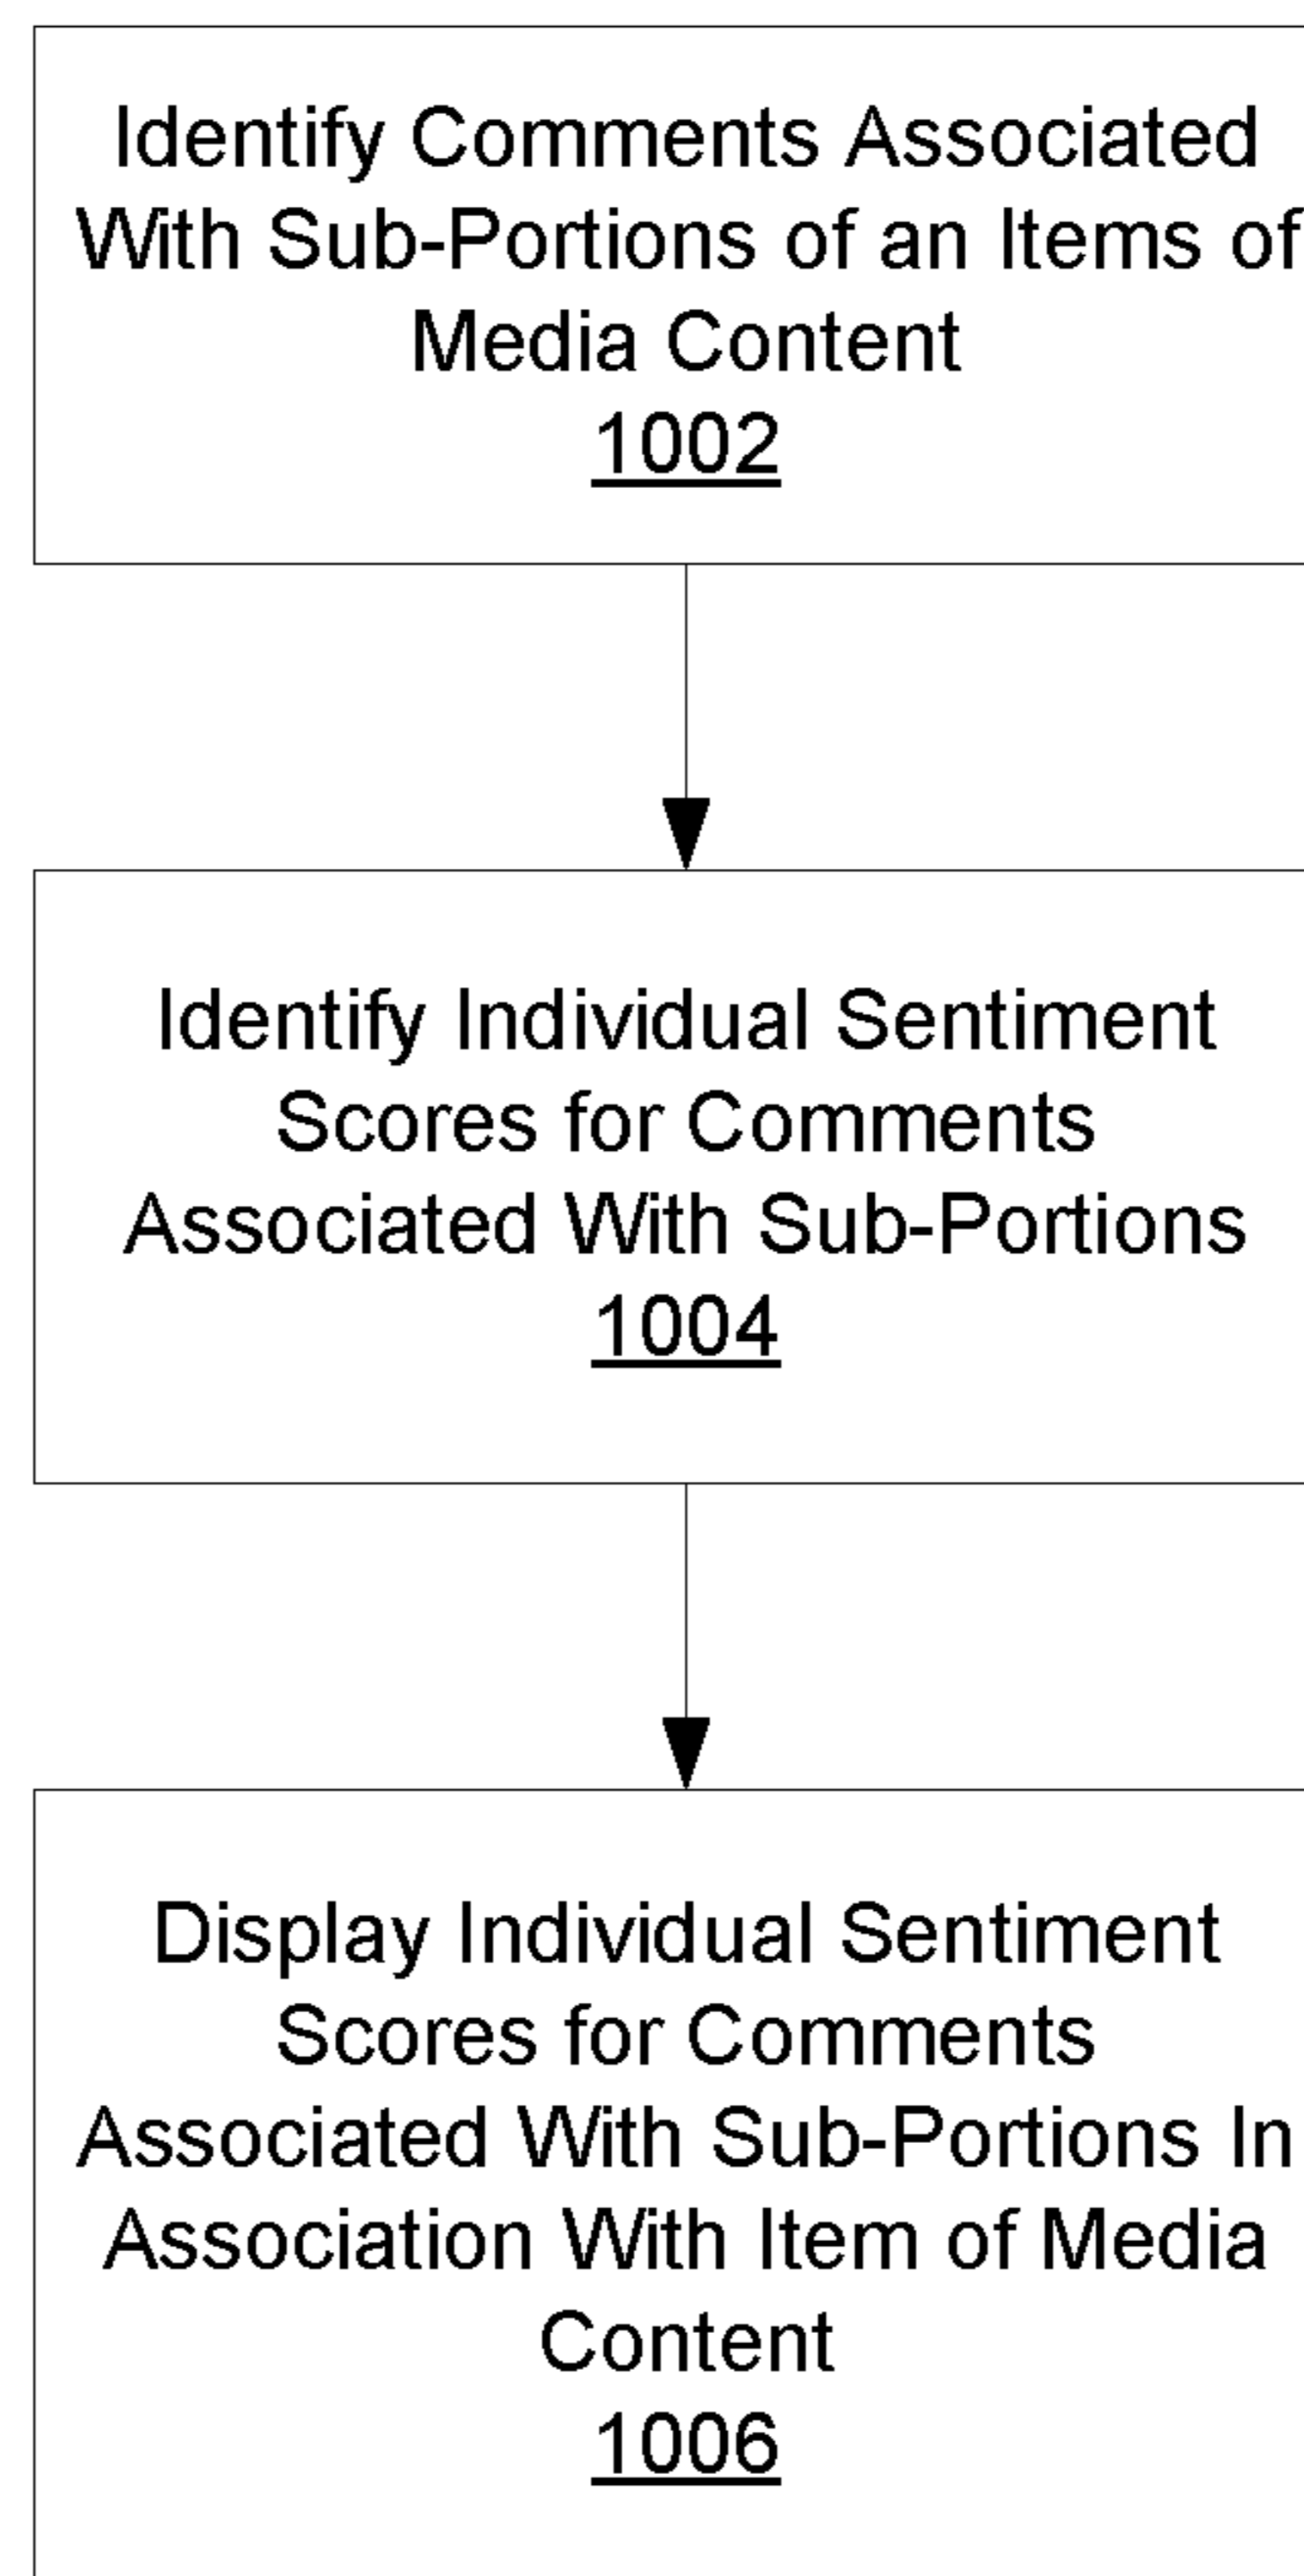 Identify Comments Associated
With Sub-Portions of an Items of
Media Content
1002
Identify Individual Sentiment
Scores for Comments
Associated With Sub-Portions
1004
Display Individual Sentiment
Scores for Comments
Associated With Sub-Portions In
Association With Item of Media
Content
1006